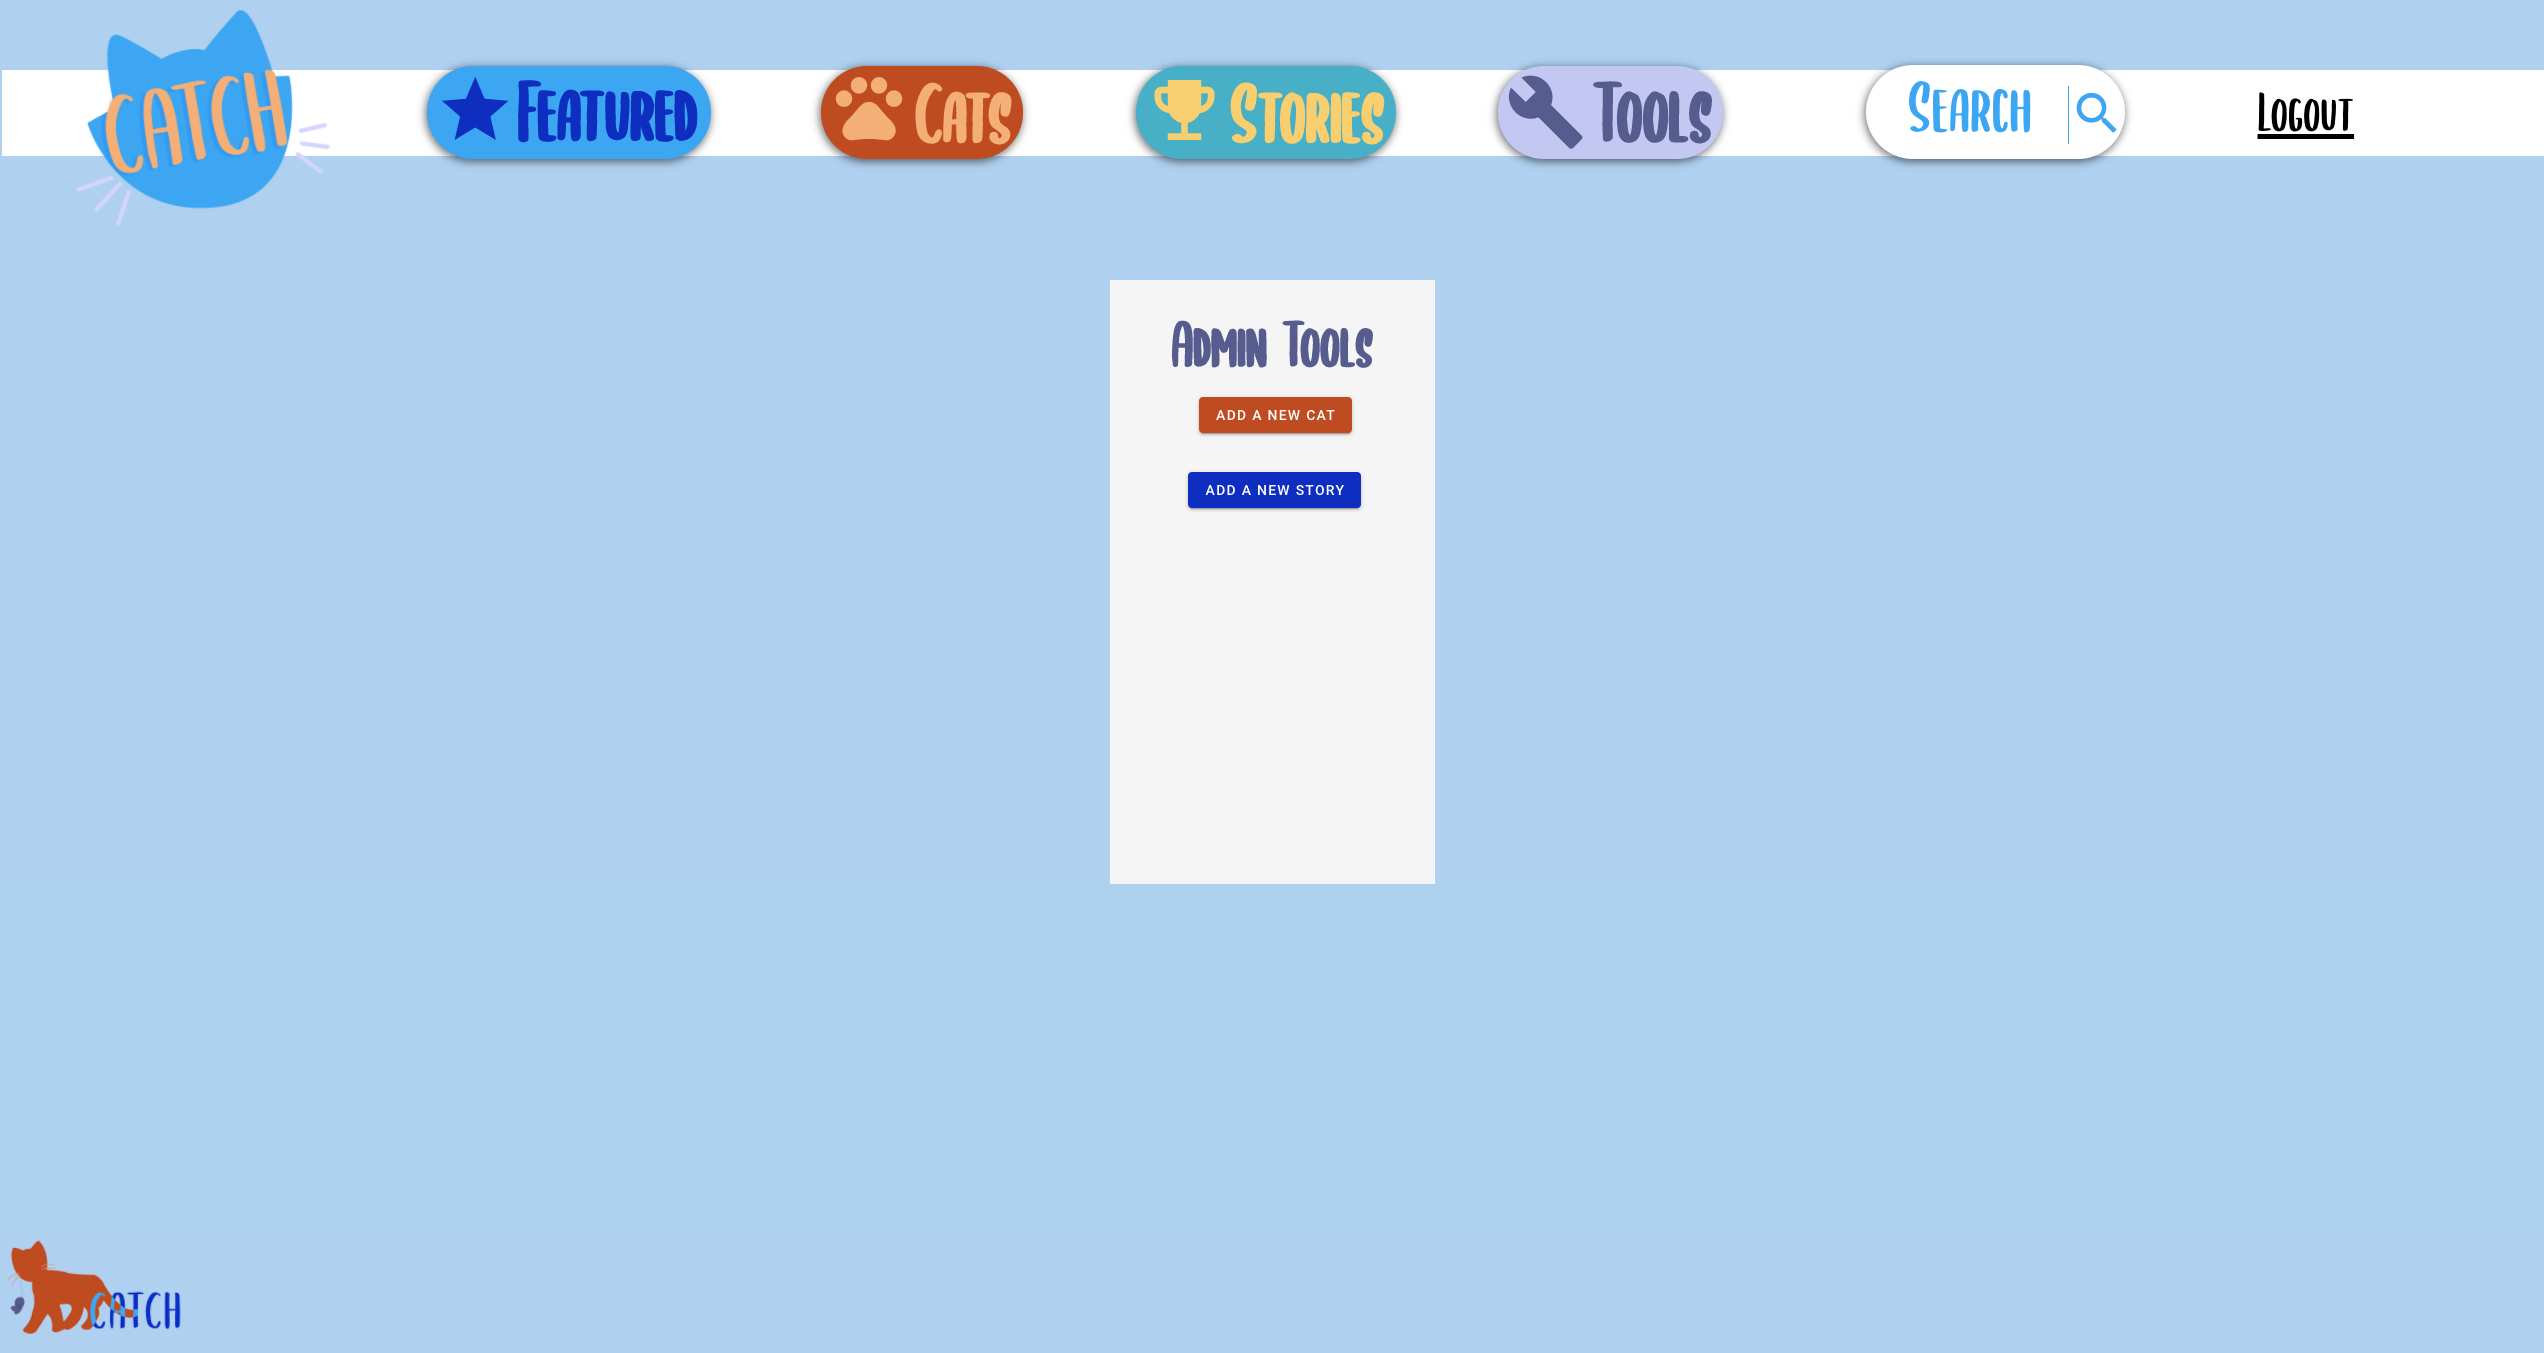 CATCH
Featured
Cats
Stories
Tools
Search
Logout
Admin Tools
ADD A NEW CAT
ADD A NEW STORY
CATCH